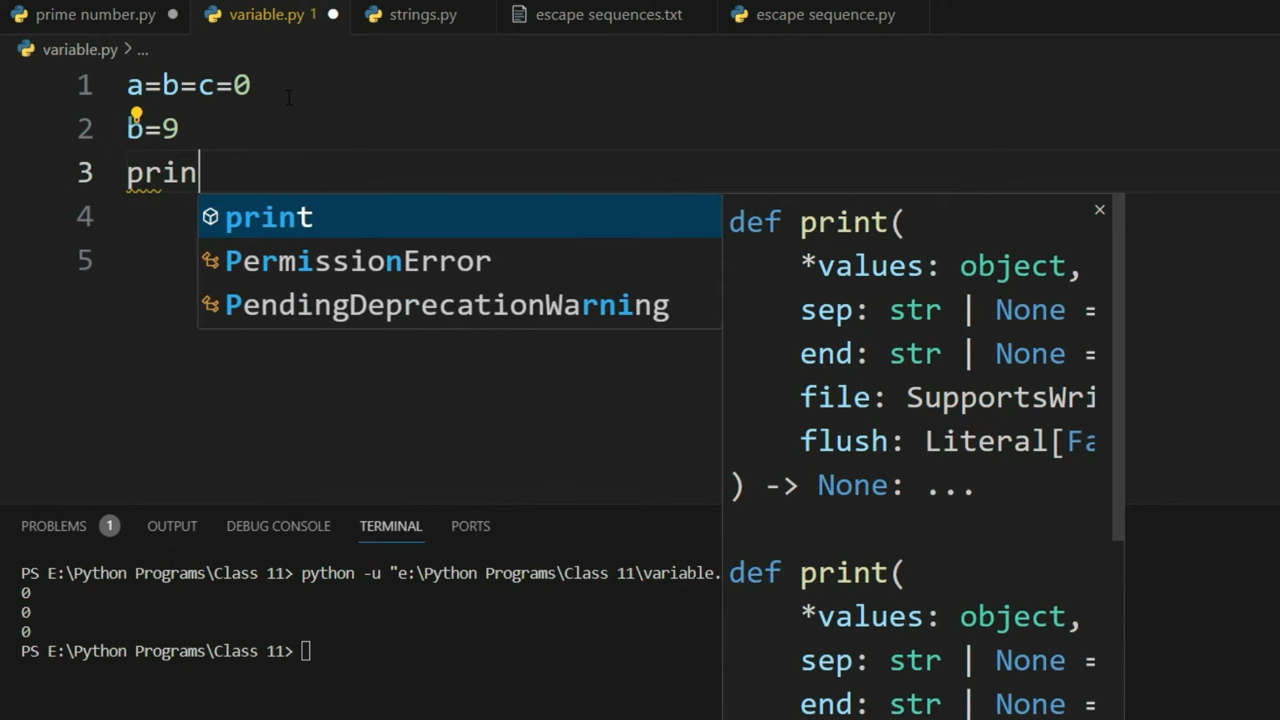 prime number.py
variable.py 1
strings.py
escape sequences.txt
escape sequence.py
variable.py > ...
1 a=b=c=0
2 b=9
3 prin
4
5
print
PermissionError
PendingDeprecationWarning
def print(
*values: object,
sep: str | None =
end: str | None =
file: SupportsWri
flush: Literal[Fa
) -> None: ...
def print(
*values: object,
sep: str | None =
end: str | None =
PROBLEMS 1 OUTPUT DEBUG CONSOLE TERMINAL PORTS
PS E:\Python Programs\Class 11> python -u "e:\Python Programs\Class 11\variable.
0
0
0
PS E:\Python Programs\Class 11>